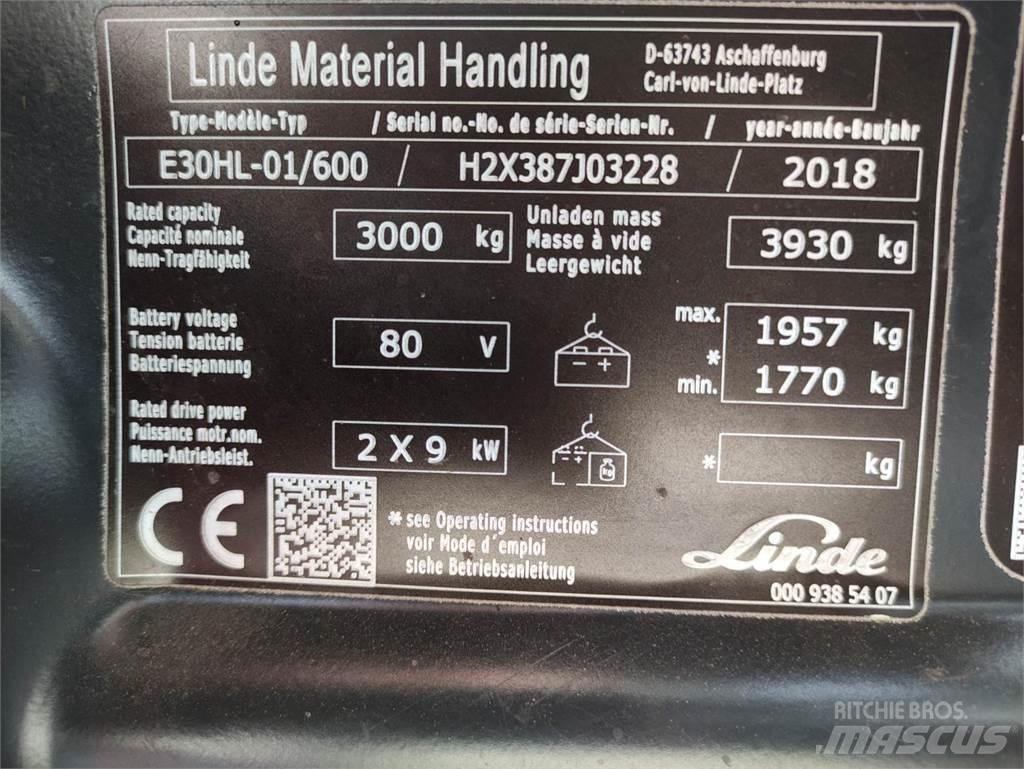 Linde Material Handling
D-63743 Aschaffenburg
Carl-von-Linde-Platz
Type-Modèle-Typ / Serial no.-No. de série-Serien-Nr. / year-année-Baujahr
E30HL-01/600 / H2X387J03228 / 2018
Rated capacity
Capacité nominale
Nenn-Tragfähigkeit
3000 kg
Unladen mass
Masse à vide
Leergewicht
3930 kg
Battery voltage
Tension batterie
Batteriespannung
80 V
max. 1957 kg
*
min. 1770 kg
Rated drive power
Puissance motr.nom.
Nenn-Antriebsleist.
2 X 9 kW
kg
* kg
CE
* see Operating instructions
voir Mode d´emploi
siehe Betriebsanleitung
Linde
000 938 54 07
RITCHIE BROS.
MASCUS